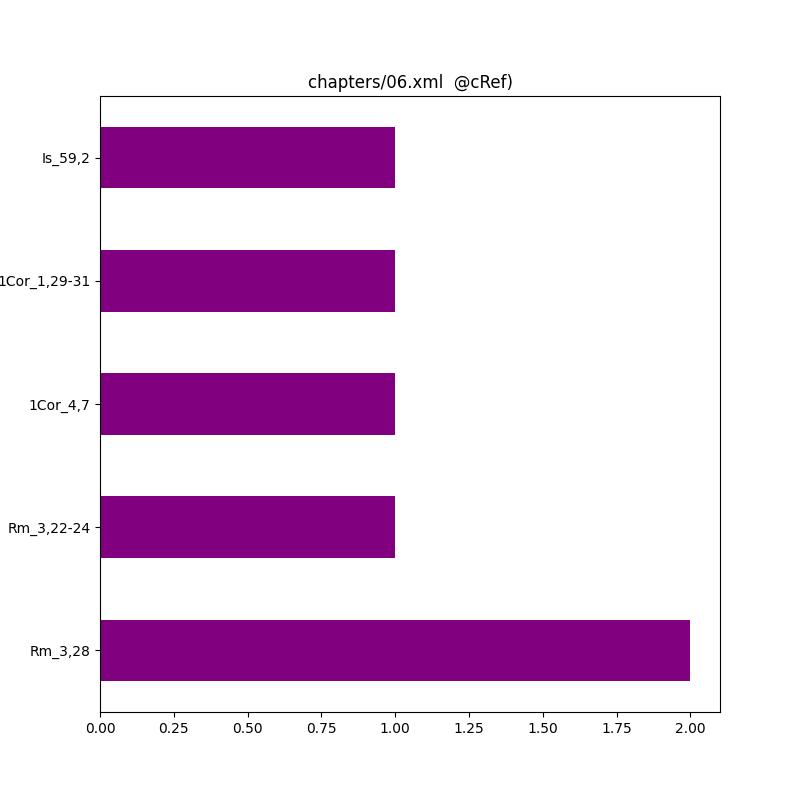 chapters/06.xml  @cRef)
Is_59,2
1Cor_1,29-31
1Cor_4,7
Rm_3,22-24
Rm_3,28
0.00 0.25 0.50 0.75 1.00 1.25 1.50 1.75 2.00